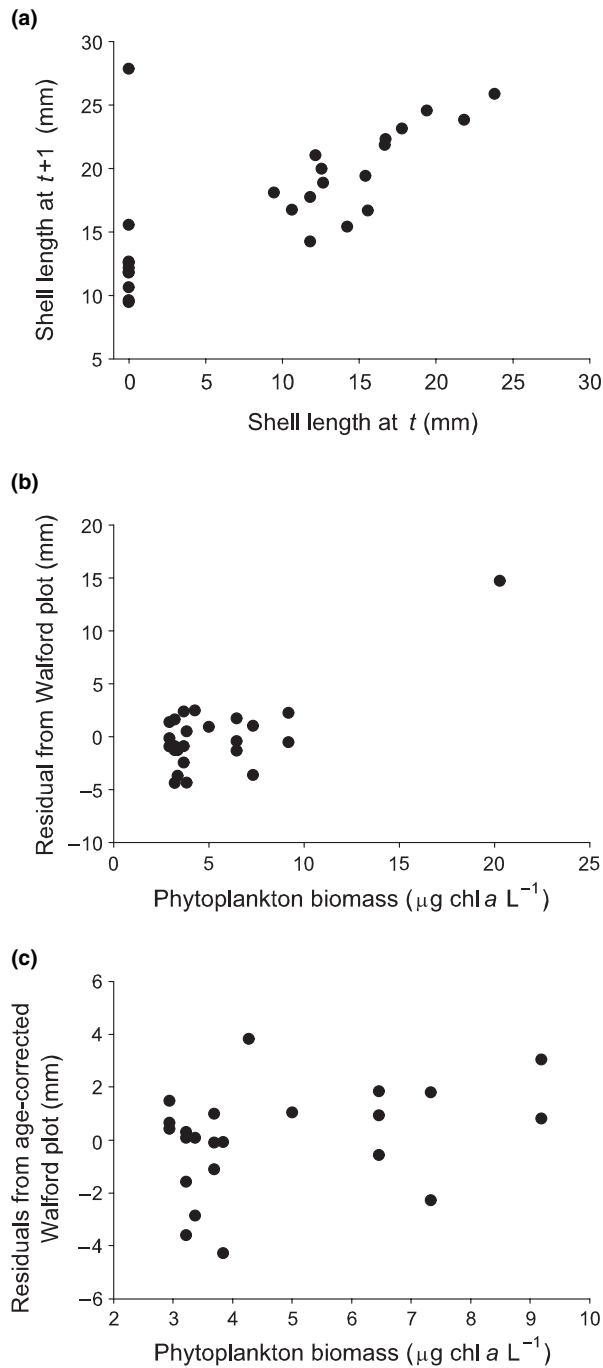 (a)
30
25
20
15
10
5
Shell length at t+1 (mm)
0 5 10 15 20 25 30
Shell length at t (mm)
(b)
20
15
10
5
0
−5
−10
Residual from Walford plot (mm)
0 5 10 15 20 25
Phytoplankton biomass (μg chl a L⁻¹)
(c)
6
4
2
0
−2
−4
−6
Residuals from age-corrected
Walford plot (mm)
2 3 4 5 6 7 8 9 10
Phytoplankton biomass (μg chl a L⁻¹)